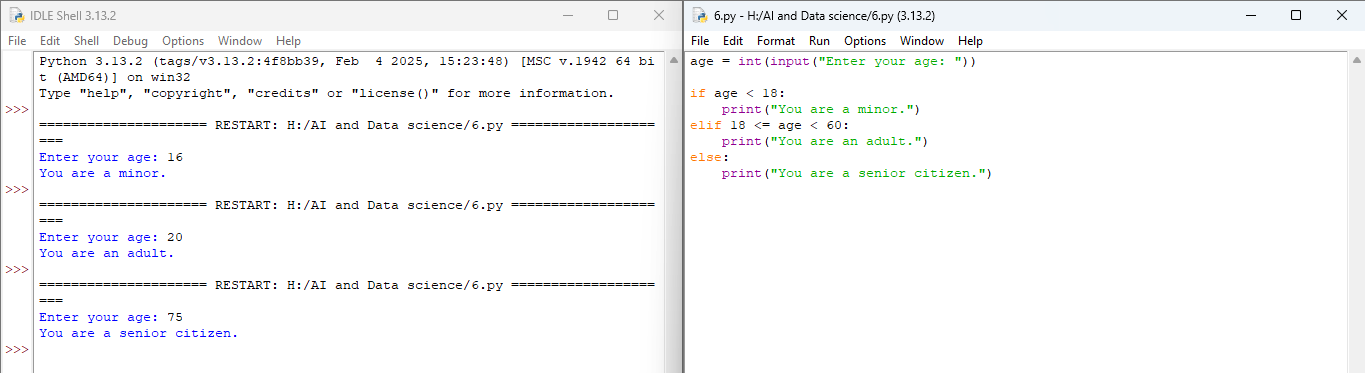 IDLE Shell 3.13.2
File Edit Shell Debug Options Window Help
Python 3.13.2 (tags/v3.13.2:4f8bb39, Feb  4 2025, 15:23:48) [MSC v.1942 64 bi
t (AMD64)] on win32
Type "help", "copyright", "credits" or "license()" for more information.
>>>
===================== RESTART: H:/AI and Data science/6.py ==================
===
Enter your age: 16
You are a minor.
>>>
===================== RESTART: H:/AI and Data science/6.py ==================
===
Enter your age: 20
You are an adult.
>>>
===================== RESTART: H:/AI and Data science/6.py ==================
===
Enter your age: 75
You are a senior citizen.
>>>
6.py - H:/AI and Data science/6.py (3.13.2)
File Edit Format Run Options Window Help
age = int(input("Enter your age: "))
if age < 18:
    print("You are a minor.")
elif 18 <= age < 60:
    print("You are an adult.")
else:
    print("You are a senior citizen.")